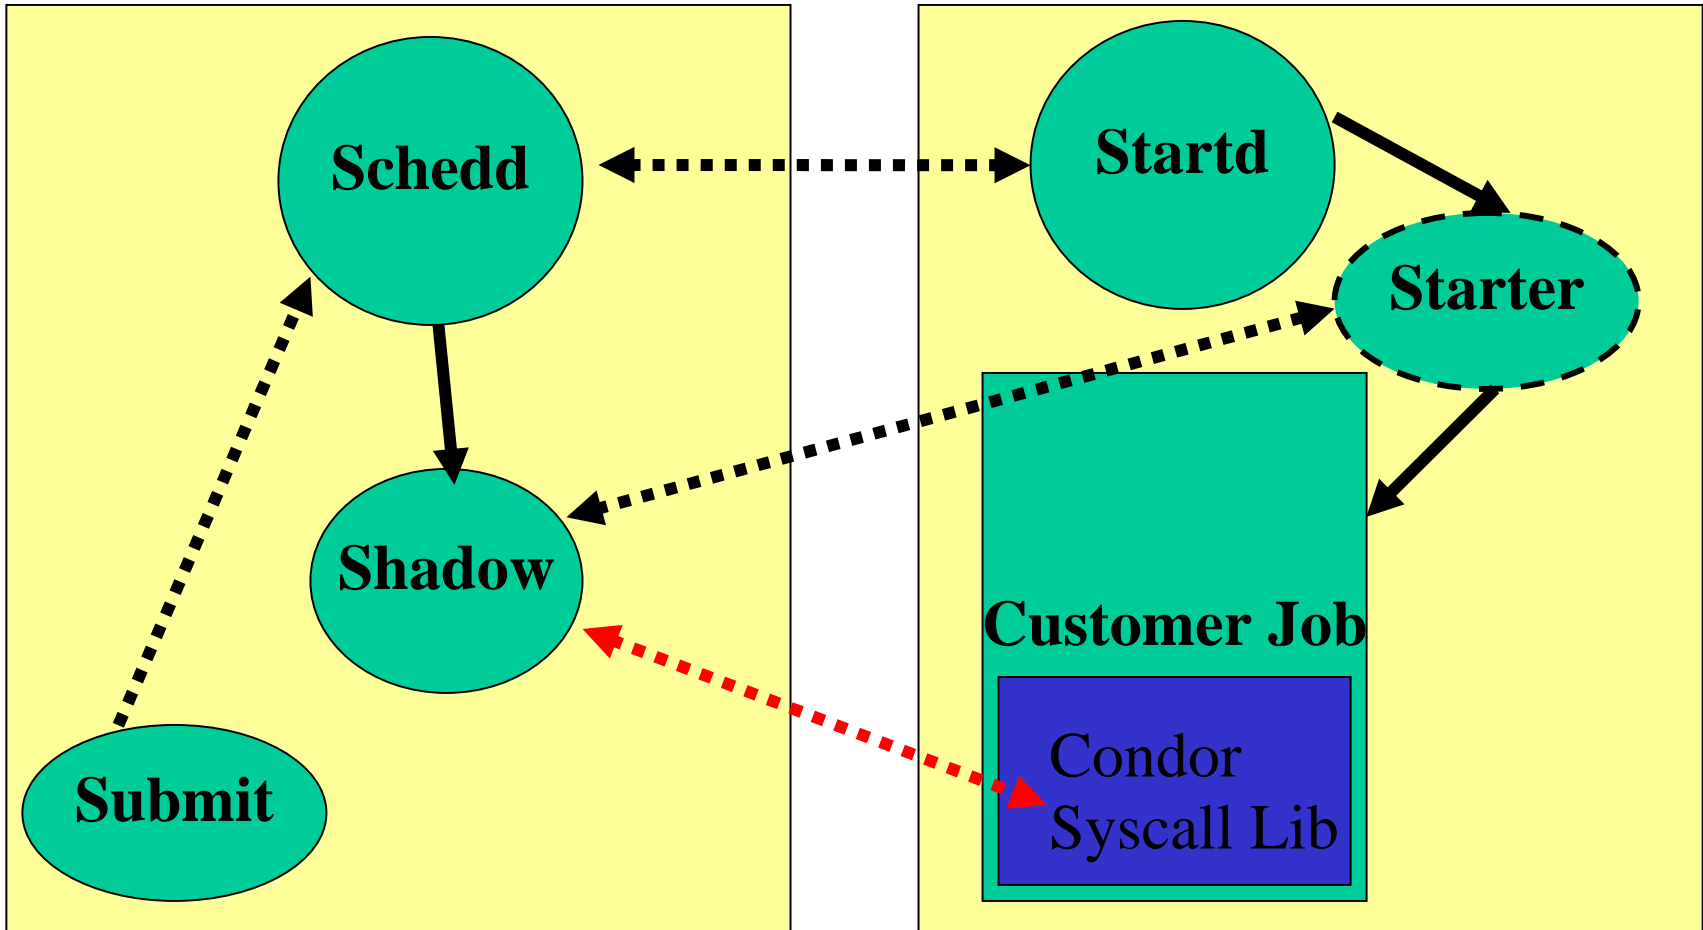 Schedd
Startd
Starter
Shadow
Customer Job
Submit
Condor
Syscall Lib